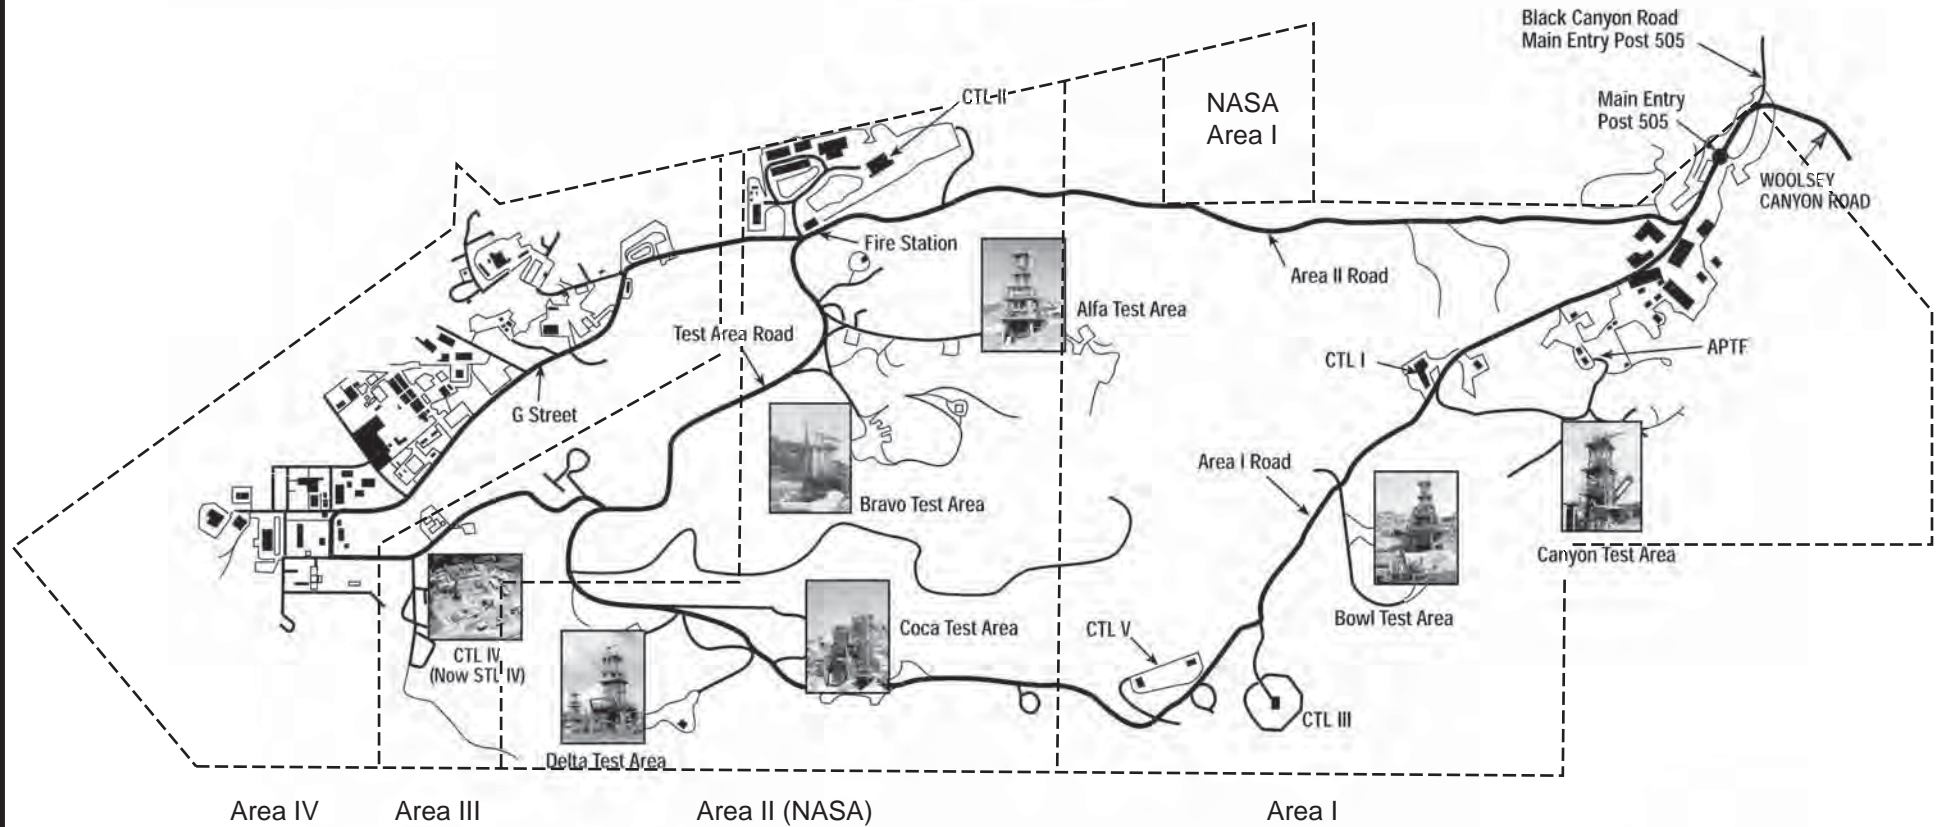 Black Canyon Road
Main Entry Post 505
CTL-II
NASA
Area I
Main Entry
Post 505
WOOLSEY
CANYON ROAD
Fire Station
Area II Road
Alfa Test Area
Test Area Road
APTF
CTL I
G Street
Area I Road
Bravo Test Area
Canyon Test Area
Bowl Test Area
Coca Test Area
CTL V
CTL IV
(Now STL IV)
CTL III
Delta Test Area
Area IV
Area III
Area II (NASA)
Area I